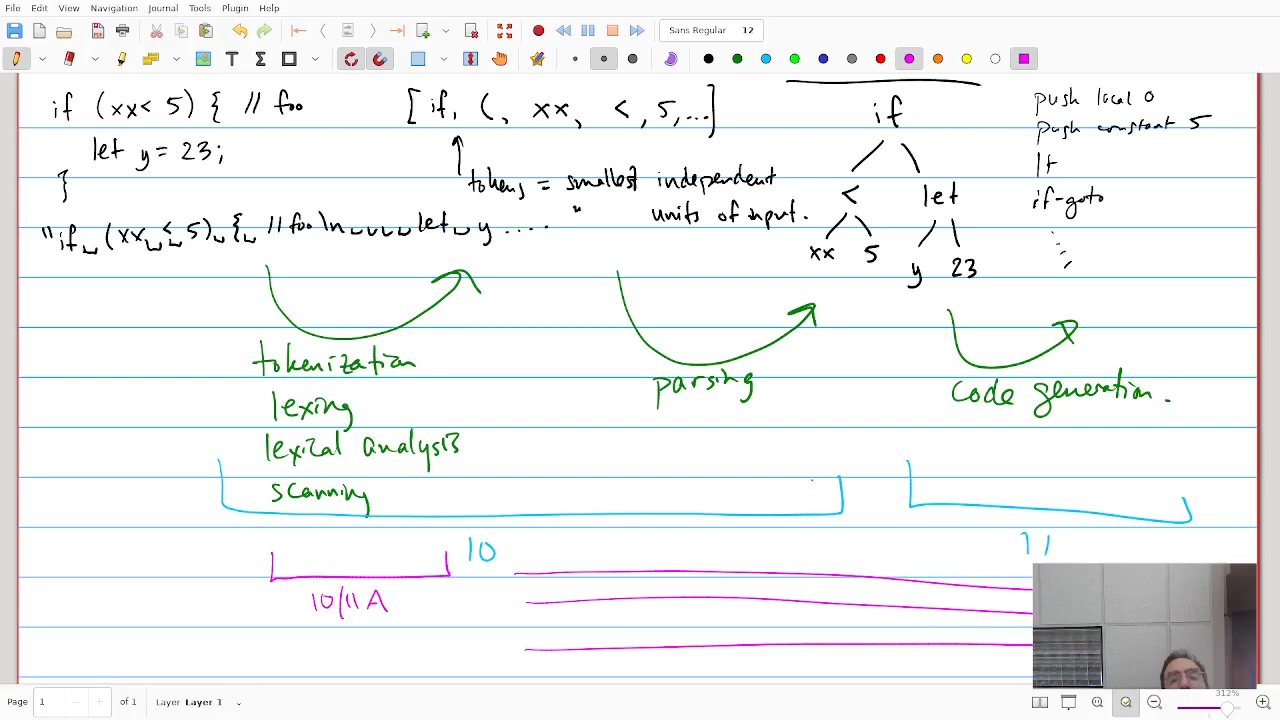 File Edit View Navigation Journal Tools Plugin Help
Sans Regular 12
if (xx< 5) { // foo
let y = 23;
}
"if␣(xx␣<␣5)␣{␣ //foo\n␣␣␣␣let␣y ....
[if, (, xx, <, 5, ...]
tokens = smallest independent
units of input.
"
if
< let
xx 5 y 23
push local 0
push constant 5
lt
if-goto
tokenization
lexing
lexical analysis
scanning
parsing
code generation.
10
11
10/11 A
Page 1 of 1 Layer Layer 1
312%